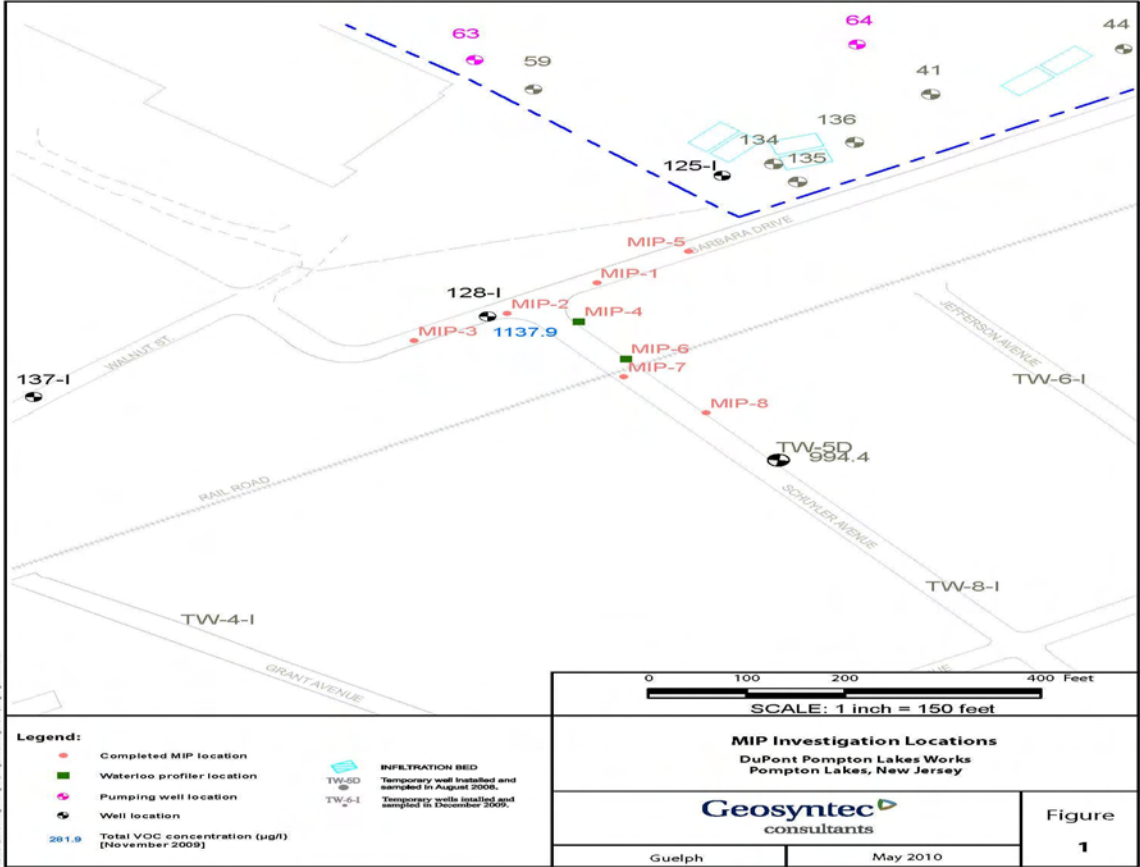 63
64
44
59
41
136
134
135
125-I
MIP-5
BARBARA DRIVE
MIP-1
128-I
MIP-2
MIP-4
MIP-3
1137.9
JEFFERSON AVENUE
WALNUT ST.
MIP-6
MIP-7
137-I
TW-6-I
MIP-8
TW-5D
994.4
RAIL ROAD
SCHUYLER AVENUE
TW-8-I
TW-4-I
GRANT AVENUE
0 100 200 400 Feet
SCALE: 1 inch = 150 feet
Legend:
Completed MIP location
Waterloo profiler location
Pumping well location
Well location
281.9 Total VOC concentration (µg/l)
[November 2009]
INFILTRATION BED
TW-5D Temporary well installed and
sampled in August 2008.
TW-6-I Temporary wells intalled and
sampled in December 2009.
MIP Investigation Locations
DuPont Pompton Lakes Works
Pompton Lakes, New Jersey
Geosyntec
consultants
Figure
1
Guelph
May 2010